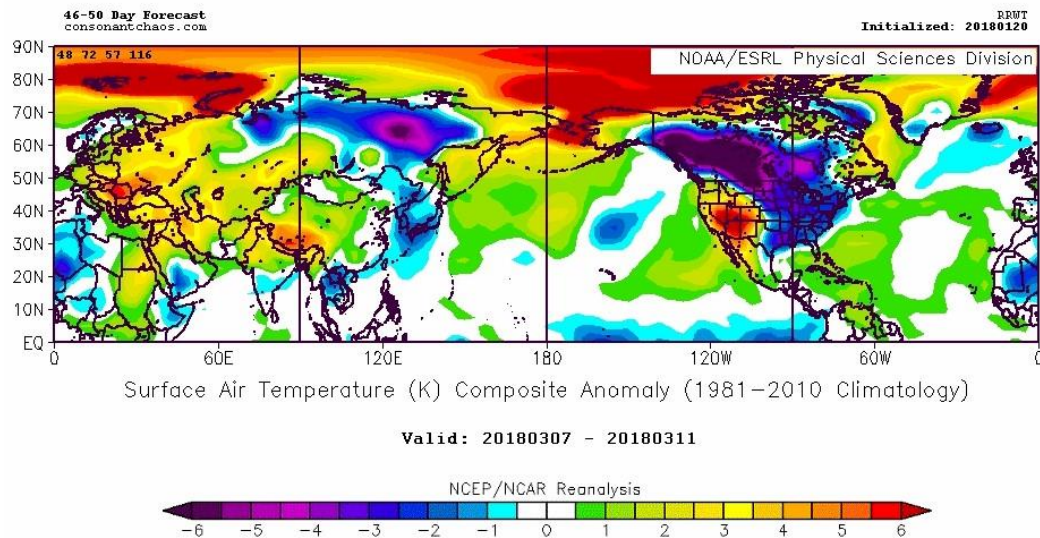 46-50 Day Forecast
consonantchaos.com
RRWT
Initialized: 20180120
48 72 57 116
NOAA/ESRL Physical Sciences Division
90N
80N
70N
60N
50N
40N
30N
20N
10N
EQ
0 60E 120E 180 120W 60W 0
Surface Air Temperature (K) Composite Anomaly (1981-2010 Climatology)
Valid: 20180307 - 20180311
NCEP/NCAR Reanalysis
-6 -5 -4 -3 -2 -1 0 1 2 3 4 5 6